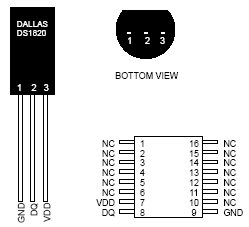 DALLAS
DS1820
1 2 3
GND
DQ
VDD
1 2 3
BOTTOM VIEW
NC 1 16 NC
NC 2 15 NC
NC 3 14 NC
NC 4 13 NC
NC 5 12 NC
NC 6 11 NC
VDD 7 10 NC
DQ 8 9 GND